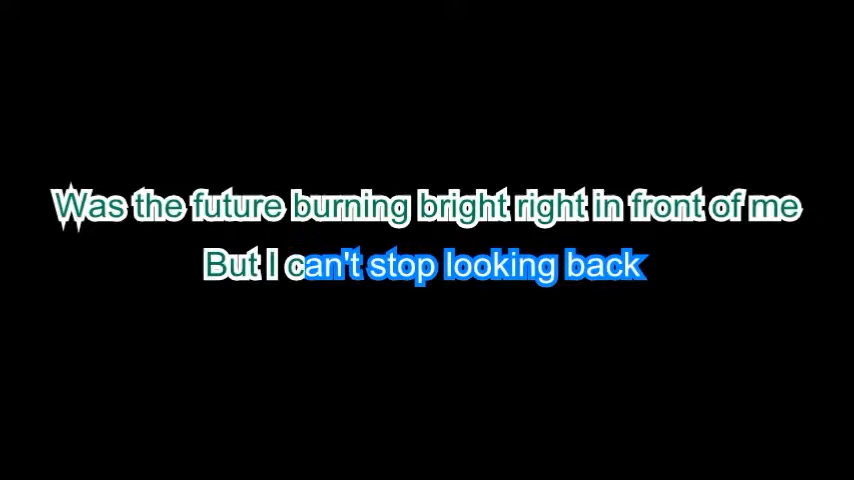 Was the future burning bright right in front of me
But I can't stop looking back